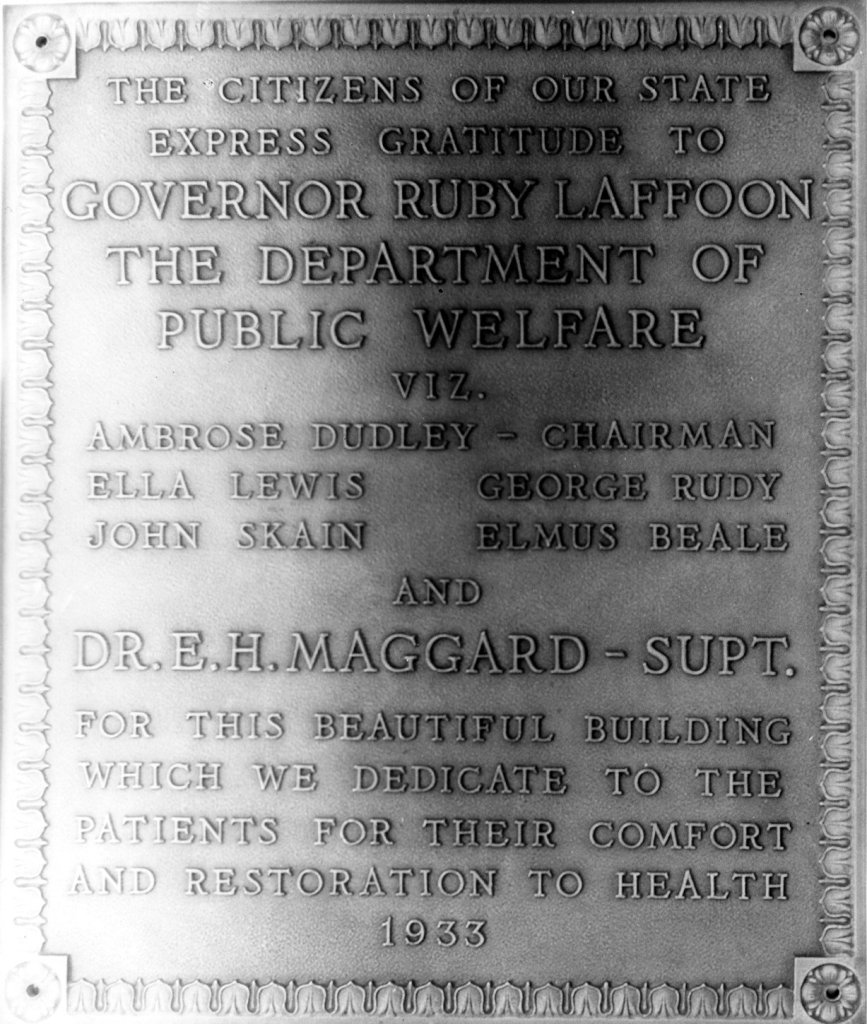 THE CITIZENS OF OUR STATE
EXPRESS GRATITUDE TO
GOVERNOR RUBY LAFFOON
THE DEPARTMENT OF
PUBLIC WELFARE
VIZ.
AMBROSE DUDLEY - CHAIRMAN
ELLA LEWIS GEORGE RUDY
JOHN SKAIN ELMUS BEALE
AND
DR. E. H. MAGGARD - SUPT.
FOR THIS BEAUTIFUL BUILDING
WHICH WE DEDICATE TO THE
PATIENTS FOR THEIR COMFORT
AND RESTORATION TO HEALTH
1933